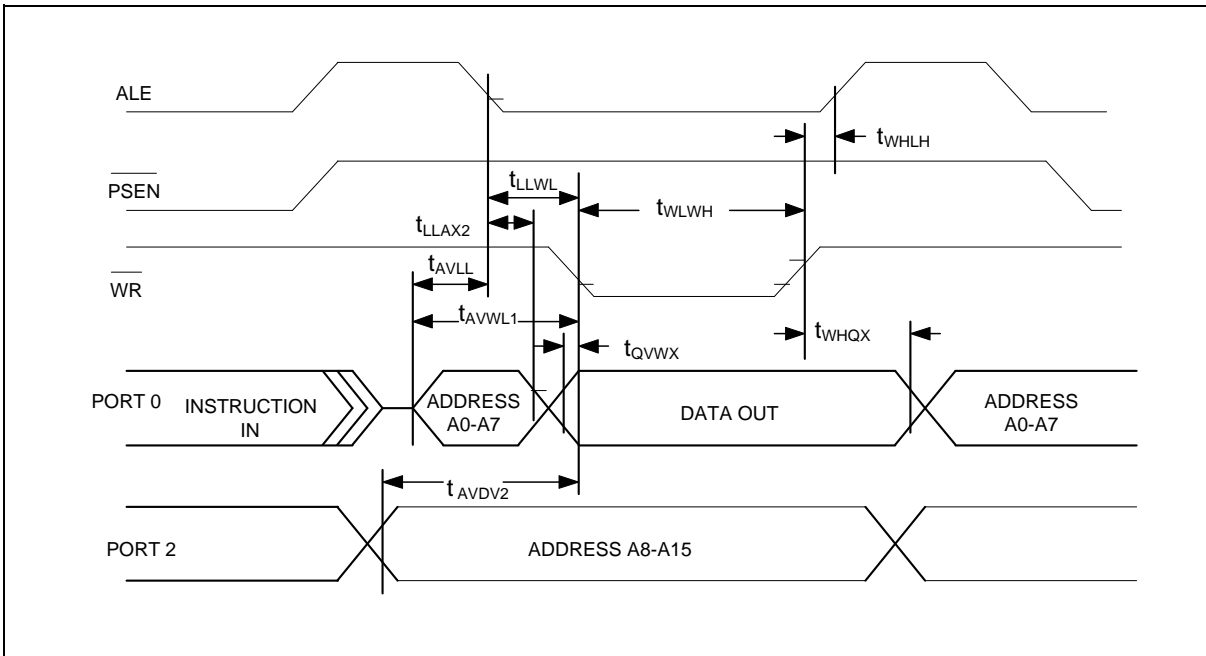 ALE
tWHLH
PSEN
tLLWL
tWLWH
tLLAX2
tAVLL
WR
tAVWL1
tWHQX
tQVWX
PORT 0
INSTRUCTION
IN
ADDRESS
A0-A7
DATA OUT
ADDRESS
A0-A7
t AVDV2
PORT 2
ADDRESS A8-A15